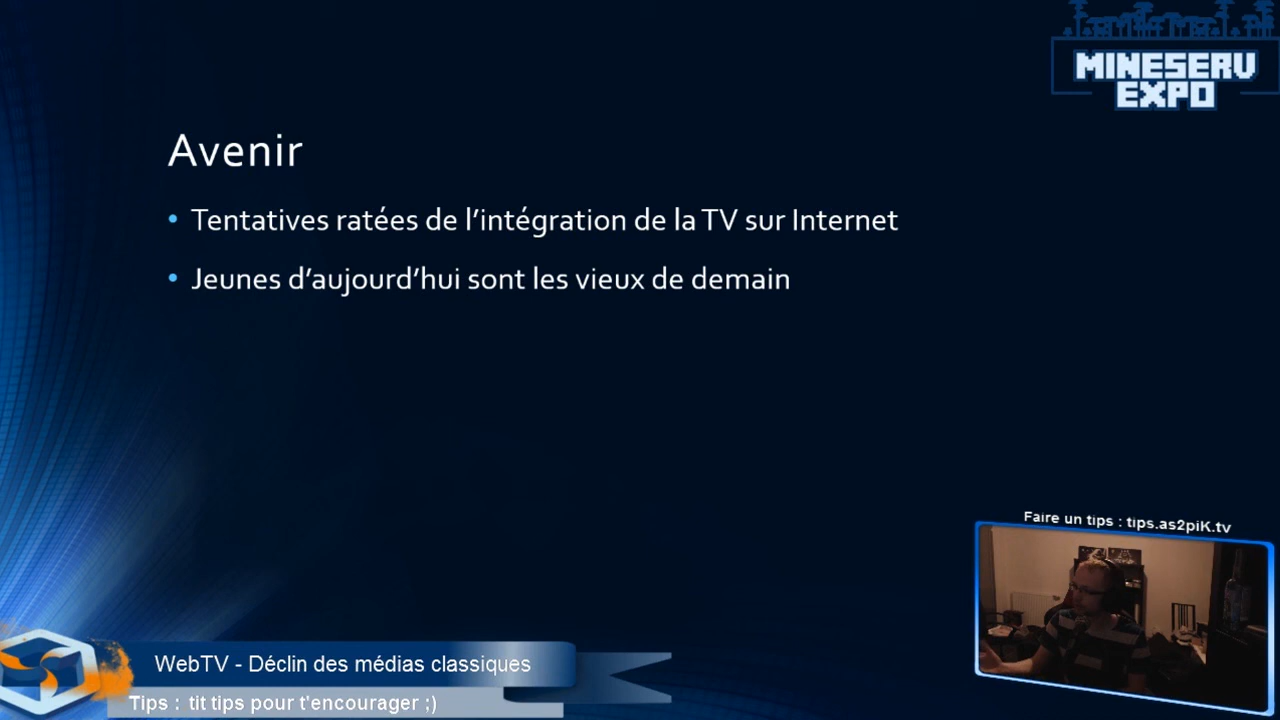 MINESERV
EXPO
Avenir
• Tentatives ratées de l’intégration de la TV sur Internet
• Jeunes d’aujourd’hui sont les vieux de demain
Faire un tips : tips.as2piK.tv
WebTV - Déclin des médias classiques
Tips : tit tips pour t'encourager ;)